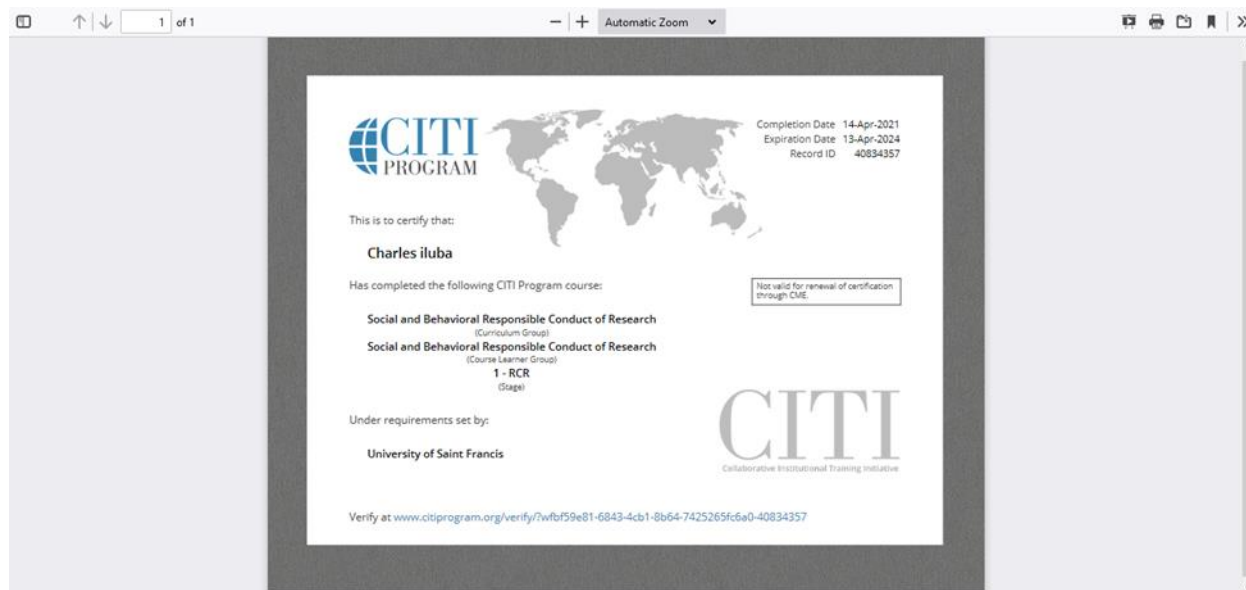 1 of 1
Automatic Zoom
CITI
PROGRAM
Completion Date 14-Apr-2021
Expiration Date 13-Apr-2024
Record ID 40834357
This is to certify that:
Charles iluba
Has completed the following CITI Program course:
Not valid for renewal of certification
through CME.
Social and Behavioral Responsible Conduct of Research
(Curriculum Group)
Social and Behavioral Responsible Conduct of Research
(Course Learner Group)
1 - RCR
(Stage)
Under requirements set by:
University of Saint Francis
CITI
Collaborative Institutional Training Initiative
Verify at www.citiprogram.org/verify/?wfbf59e81-6843-4cb1-8b64-7425265fc6a0-40834357